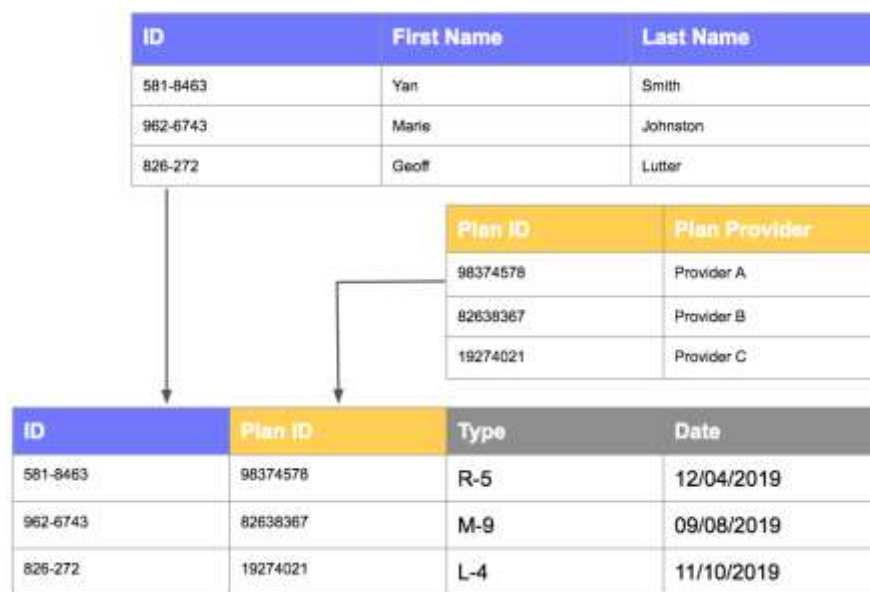 ID First Name Last Name
581-8463 Yan Smith
962-6743 Marie Johnston
826-272 Geoff Lutter
Plan ID Plan Provider
98374578 Provider A
82638367 Provider B
19274021 Provider C
ID Plan ID Type Date
581-8463 98374578 R-5 12/04/2019
962-6743 82638367 M-9 09/08/2019
826-272 19274021 L-4 11/10/2019